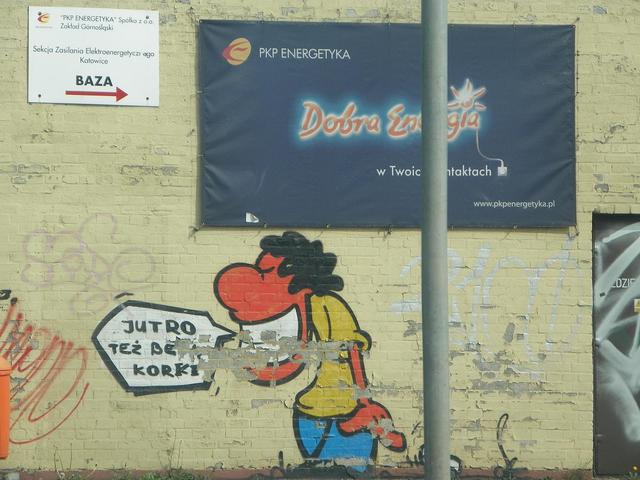 "PKP ENERGETYKA" Spółka z o.o.
Zakład Górnośląski
Sekcja Zasilania Elektroenergetycznego
Katowice
BAZA
PKP ENERGETYKA
Dobra Energia
w Twoich kontaktach
www.pkpenergetyka.pl
JUTRO
TEŻ
KORKI